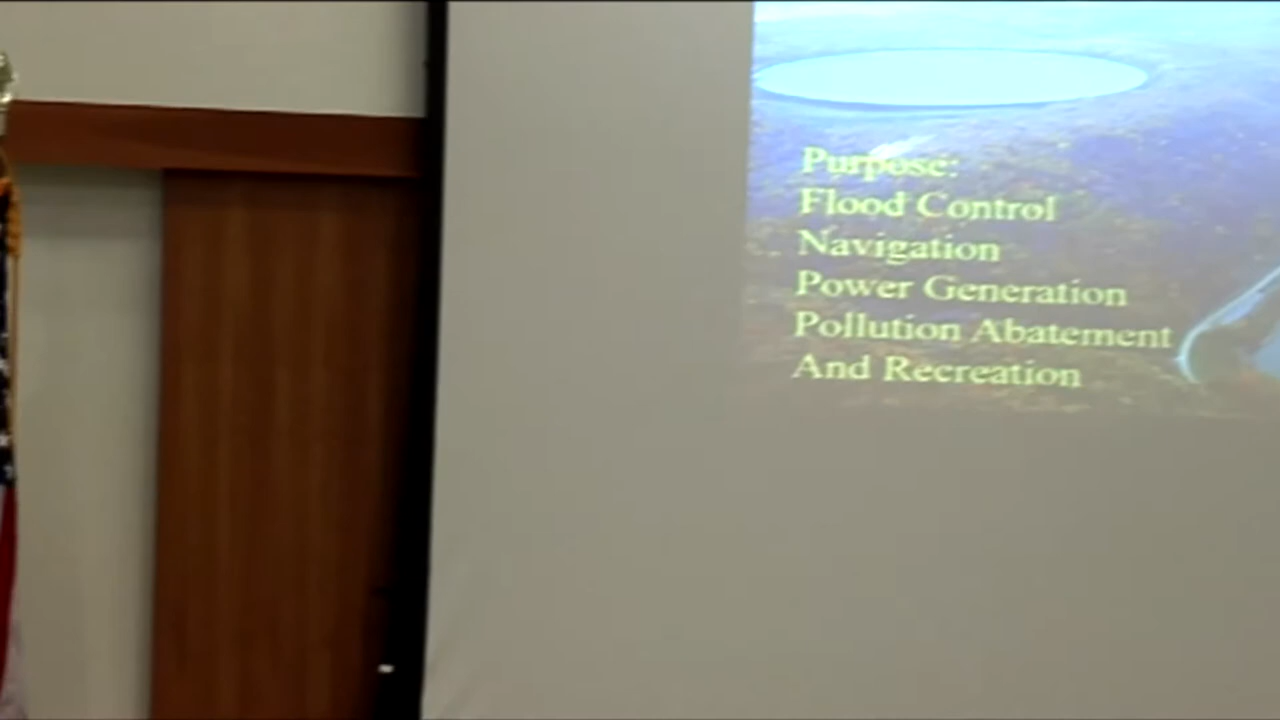 Purpose:
Flood Control
Navigation
Power Generation
Pollution Abatement
And Recreation